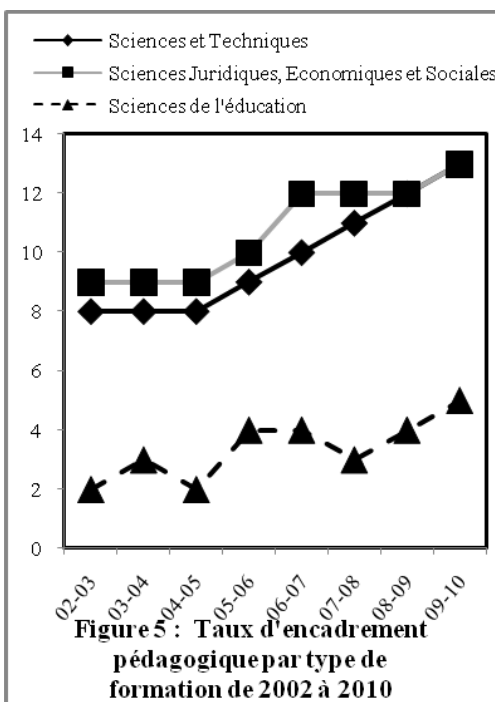 Sciences et Techniques
Sciences Juridiques, Economiques et Sociales
Sciences de l'éducation
14
12
10
8
6
4
2
0
02-03
03-04
04-05
05-06
06-07
07-08
08-09
09-10
Figure 5 : Taux d'encadrement
pédagogique par type de
formation de 2002 à 2010